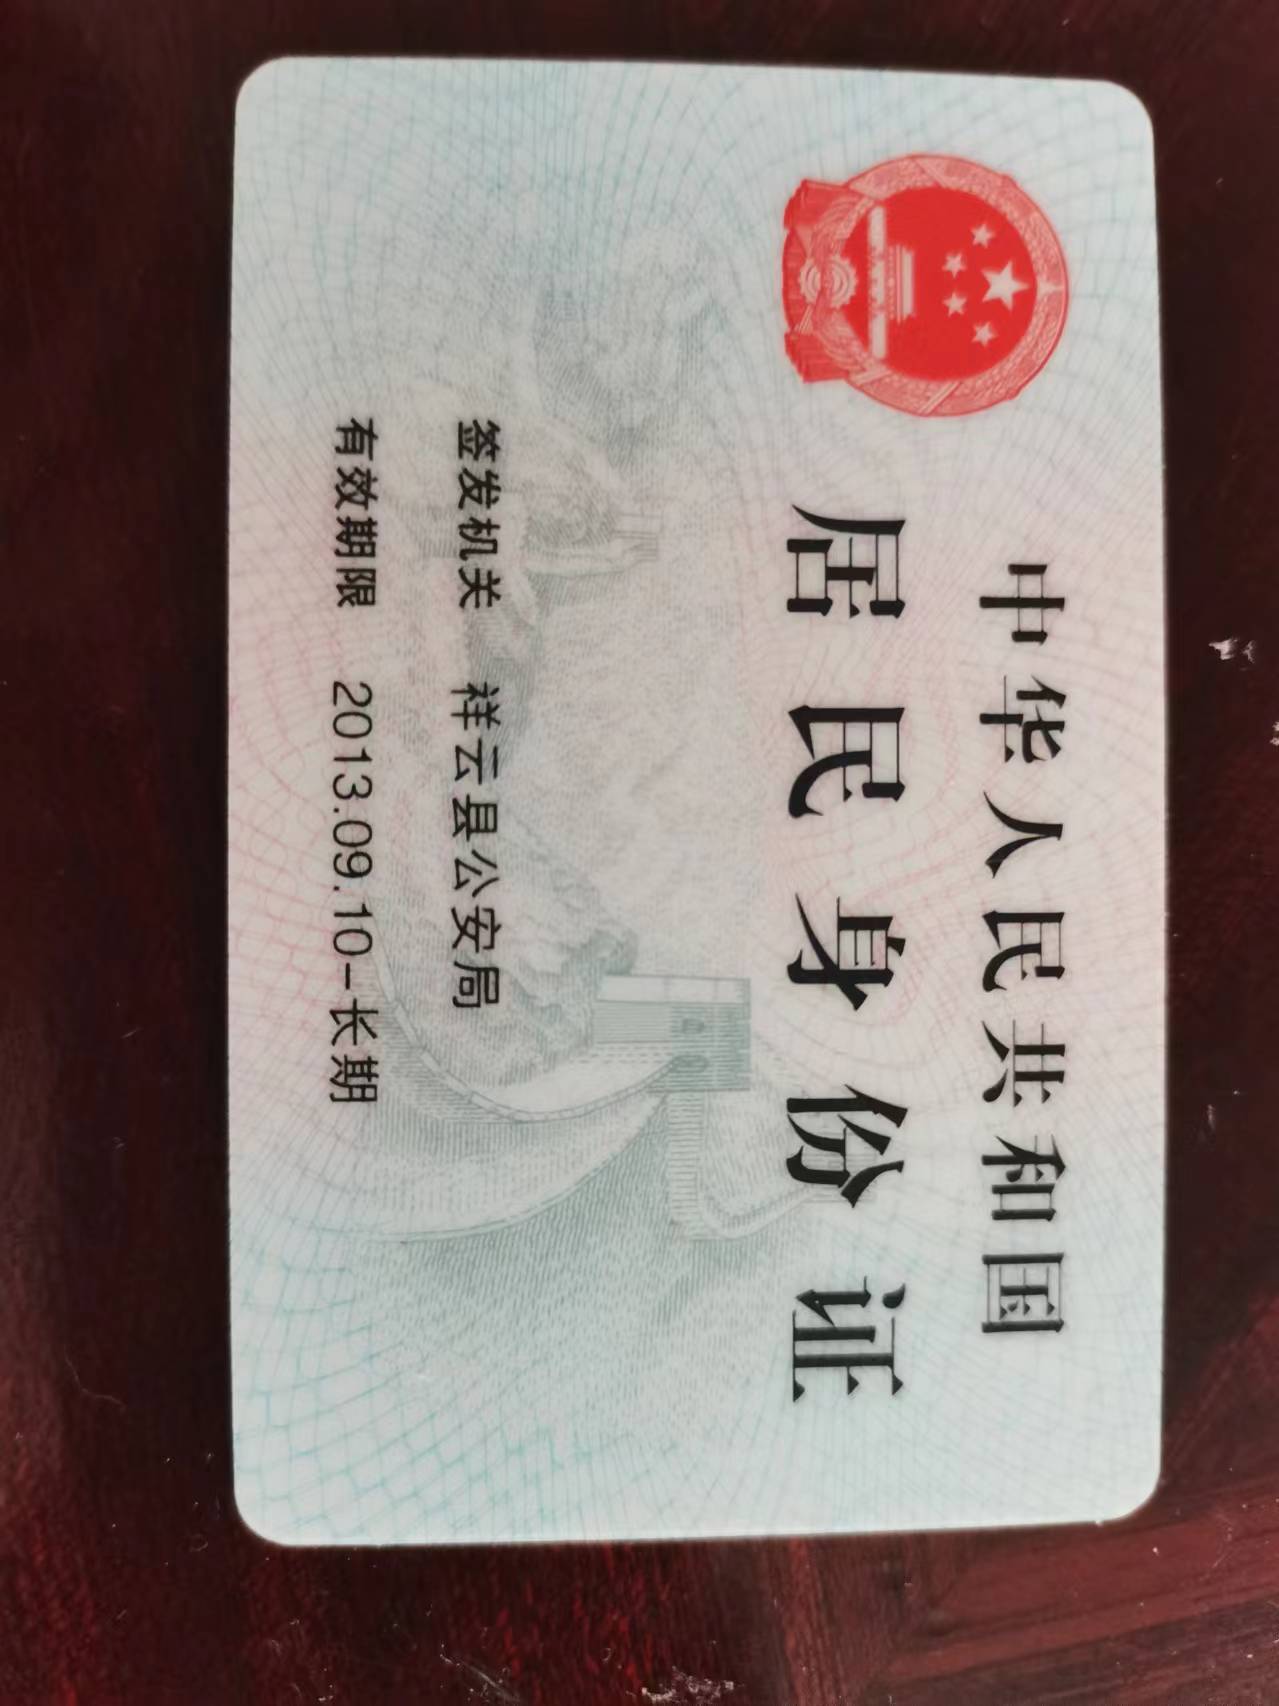 中华人民共和国
居民身份证
签发机关 祥云县公安局
有效期限 2013.09.10-长期